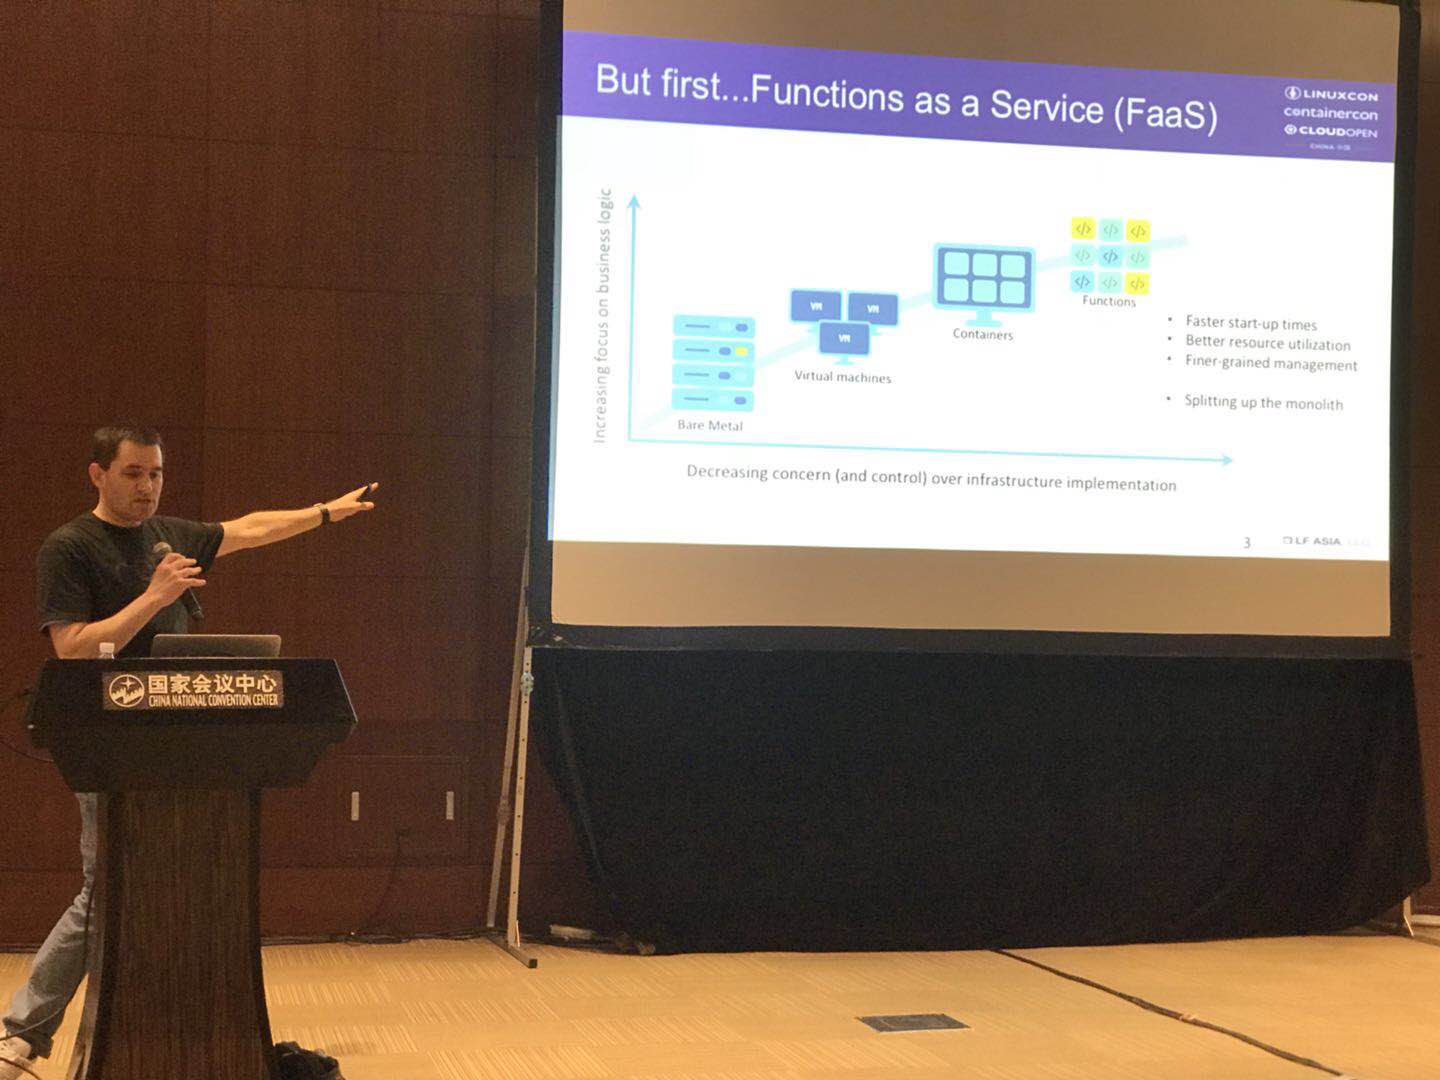 But first...Functions as a Service (FaaS)
LINUXCON
containercon
CLOUDOPEN
CHINA 中国
Increasing focus on business logic
VM
VM
VM
</>
</>
</>
</>
</>
</>
</>
</>
</>
Functions
Containers
Virtual machines
Bare Metal
• Faster start-up times
• Better resource utilization
• Finer-grained management
• Splitting up the monolith
Decreasing concern (and control) over infrastructure implementation
3
LF ASIA
国家会议中心
CHINA NATIONAL CONVENTION CENTER